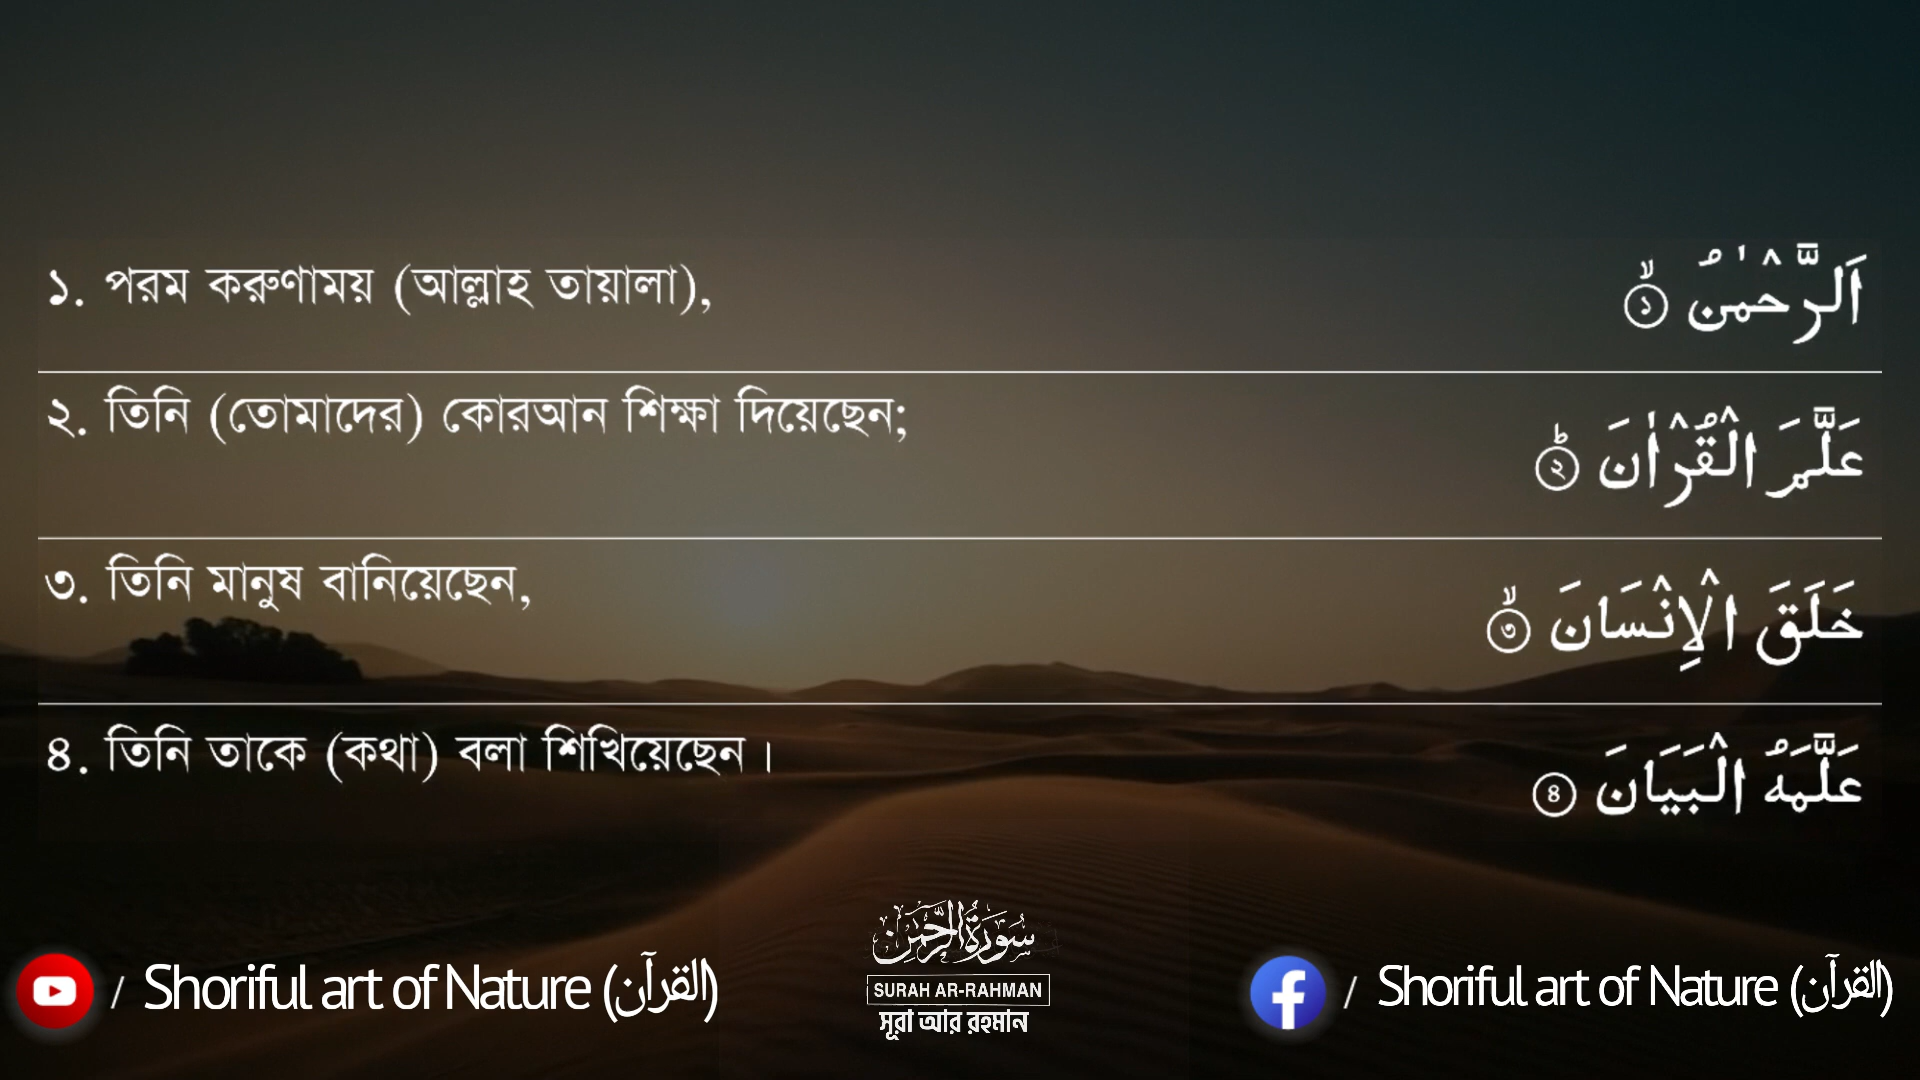 ১. পরম করুণাময় (আল্লাহ তায়ালা),
اَلرَّحۡمٰنُ ۙ﴿۱﴾
২. তিনি (তোমাদের) কোরআন শিক্ষা দিয়েছেন;
عَلَّمَ الۡقُرۡاٰنَ ؕ﴿۲﴾
৩. তিনি মানুষ বানিয়েছেন,
خَلَقَ الۡاِنۡسَانَ ۙ﴿۳﴾
৪. তিনি তাকে (কথা) বলা শিখিয়েছেন।
عَلَّمَہُ الۡبَیَانَ ﴿۴﴾
/ Shoriful art of Nature (القرآن)
سورة الرحمن
SURAH AR-RAHMAN
সূরা আর রহমান
/ Shoriful art of Nature (القرآن)